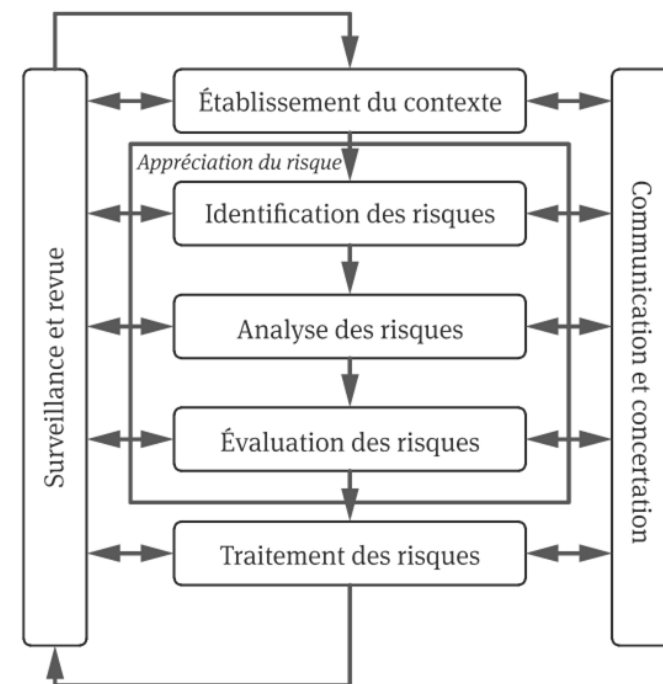 Établissement du contexte
Appréciation du risque
Identification des risques
Analyse des risques
Évaluation des risques
Traitement des risques
Surveillance et revue
Communication et concertation